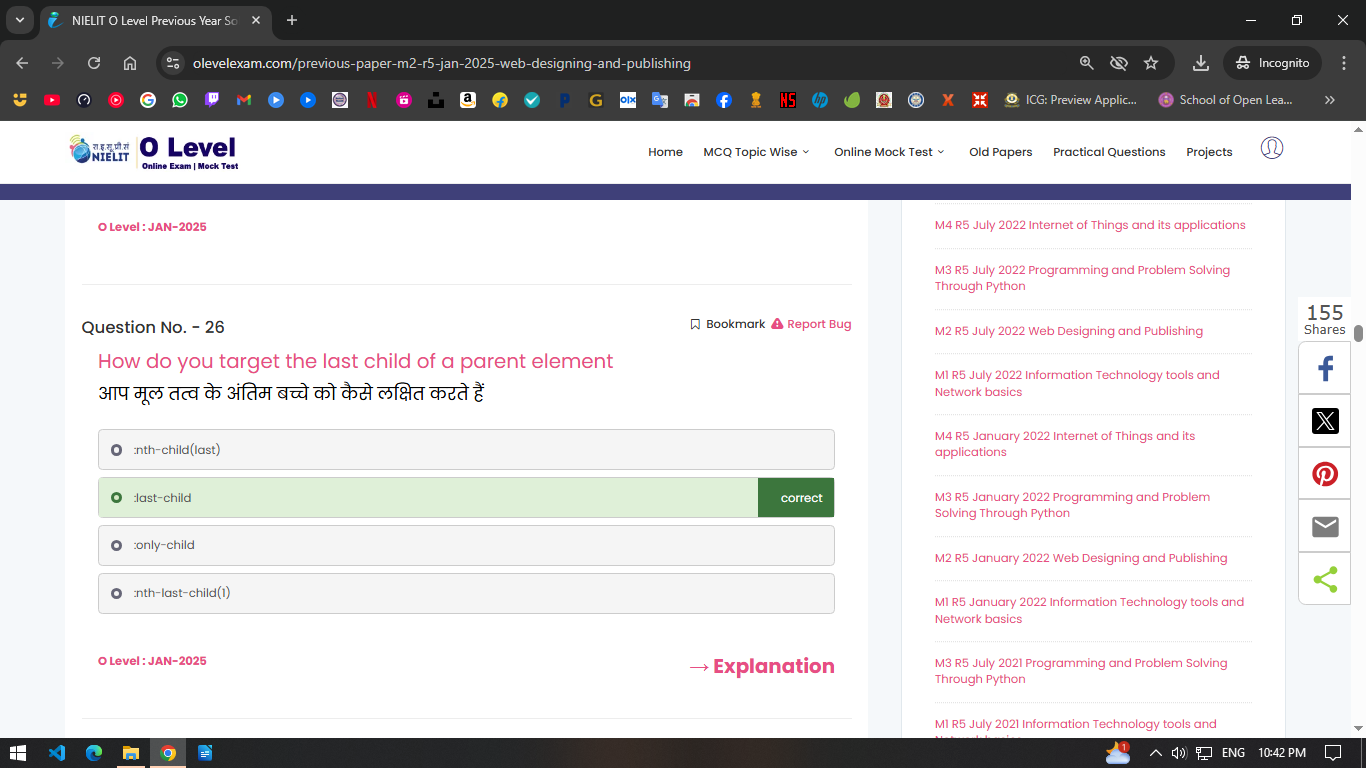 NIELIT O Level Previous Year So
olevelexam.com/previous-paper-m2-r5-jan-2025-web-designing-and-publishing
Incognito
ICG: Preview Applic...
School of Open Lea...
NIELIT
O Level
Online Exam | Mock Test
Home
MCQ Topic Wise
Online Mock Test
Old Papers
Practical Questions
Projects
O Level : JAN-2025
Question No. - 26
Bookmark
Report Bug
How do you target the last child of a parent element
आप मूल तत्व के अंतिम बच्चे को कैसे लक्षित करते हैं
:nth-child(last)
:last-child
correct
:only-child
:nth-last-child(1)
O Level : JAN-2025
→ Explanation
M4 R5 July 2022 Internet of Things and its applications
M3 R5 July 2022 Programming and Problem Solving
Through Python
M2 R5 July 2022 Web Designing and Publishing
M1 R5 July 2022 Information Technology tools and
Network basics
M4 R5 January 2022 Internet of Things and its
applications
M3 R5 January 2022 Programming and Problem
Solving Through Python
M2 R5 January 2022 Web Designing and Publishing
M1 R5 January 2022 Information Technology tools and
Network basics
M3 R5 July 2021 Programming and Problem Solving
Through Python
M1 R5 July 2021 Information Technology tools and
155
Shares
1
ENG
10:42 PM